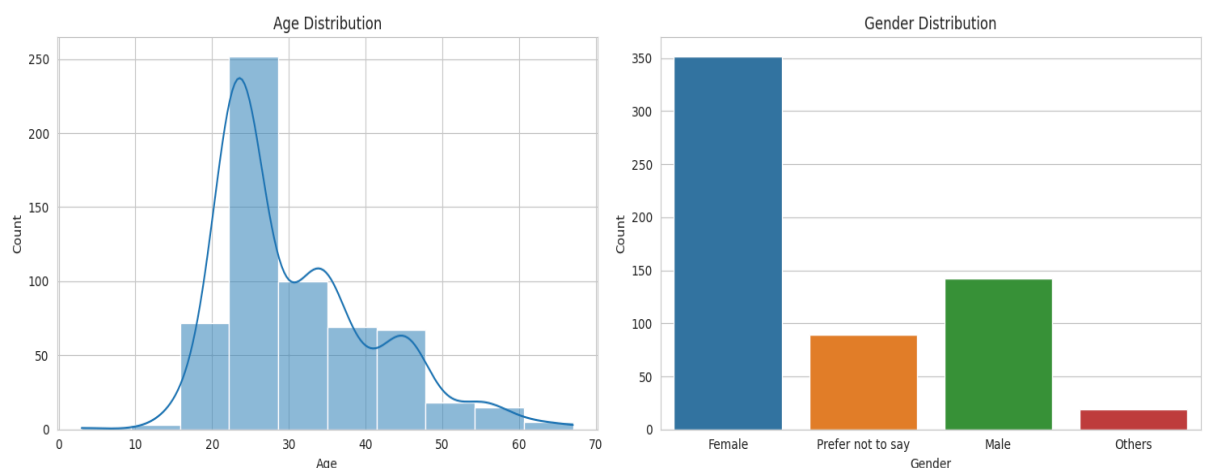 Age Distribution
250
200
150
100
50
0
Count
0 10 20 30 40 50 60 70
Age
Gender Distribution
350
300
250
200
150
100
50
0
Count
Female Prefer not to say Male Others
Gender